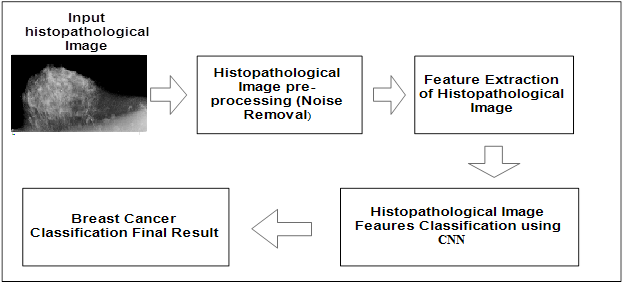 Input
histopathological
Image
Histopathological
Image pre-
processing (Noise
Removal)
Feature Extraction
of Histopathological
Image
Histopathological Image
Feaures Classification using
CNN
Breast Cancer
Classification Final Result